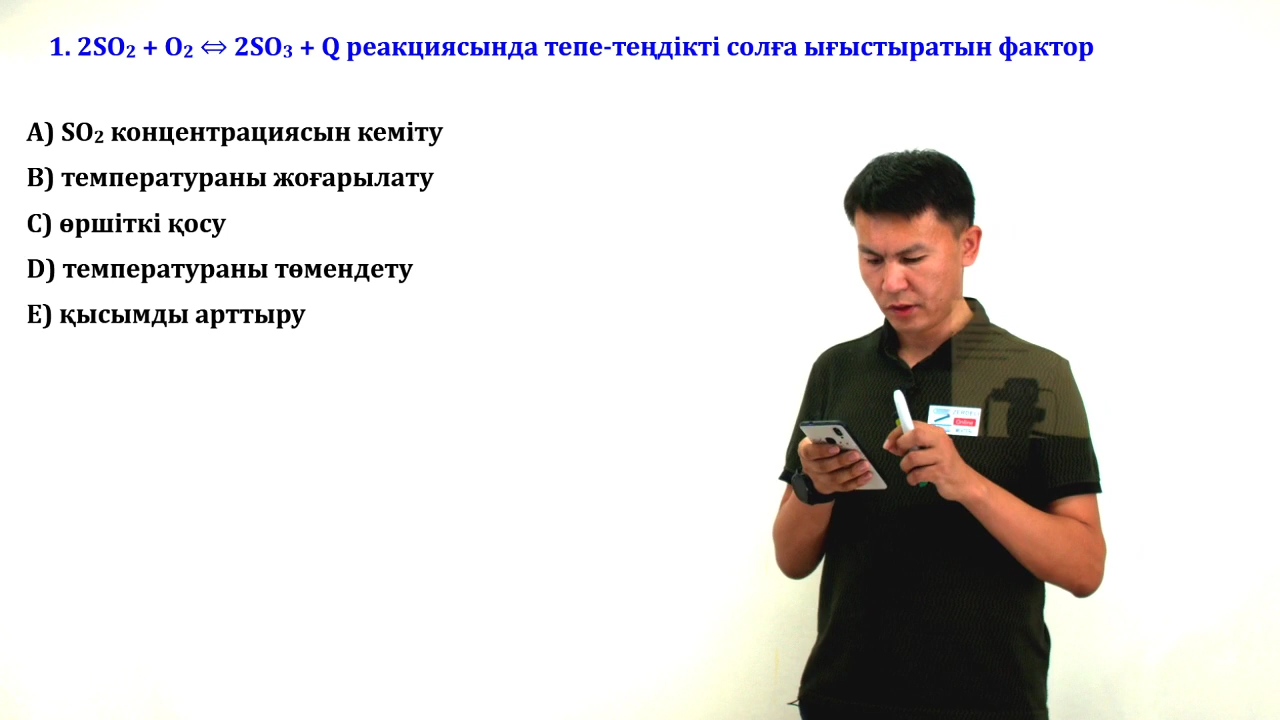 1. 2SO₂ + O₂ ⇔ 2SO₃ + Q реакциясында тепе-теңдікті солға ығыстыратын фактор
A) SO₂ концентрациясын кеміту
B) температураны жоғарылату
C) өршіткі қосу
D) температураны төмендету
E) қысымды арттыру
Online